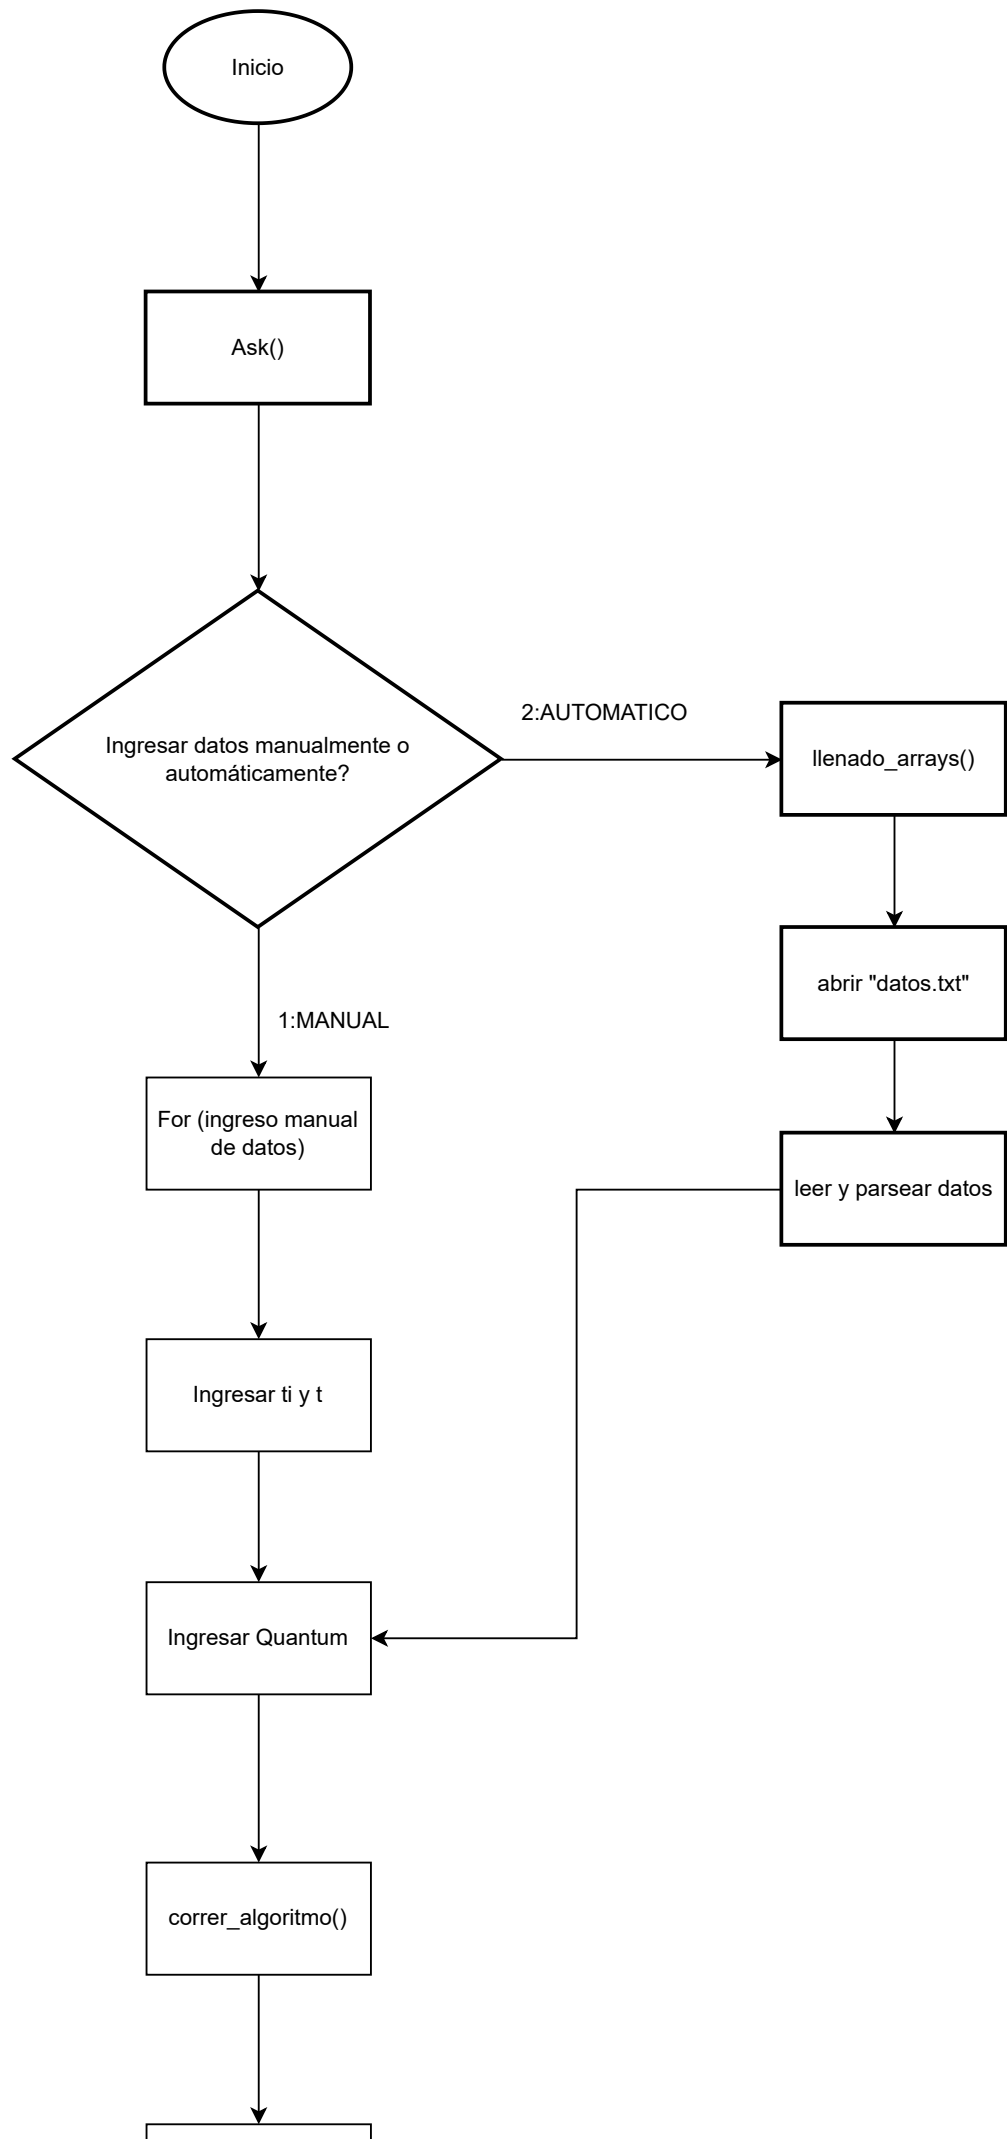 Inicio
Ask()
Ingresar datos manualmente o
automáticamente?
2:AUTOMATICO
llenado_arrays()
abrir "datos.txt"
1:MANUAL
For (ingreso manual
de datos)
leer y parsear datos
Ingresar ti y t
Ingresar Quantum
correr_algoritmo()